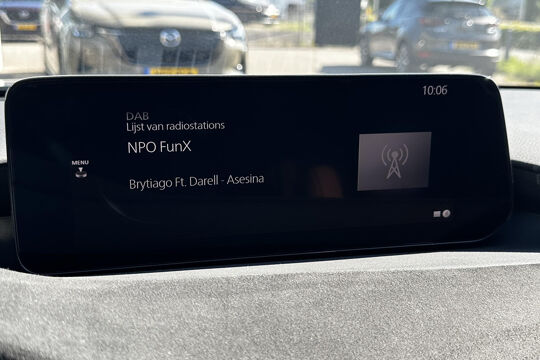 10:06
DAB
Lijst van radiostations
NPO FunX
MENU
Brytiago Ft. Darell - Asesina